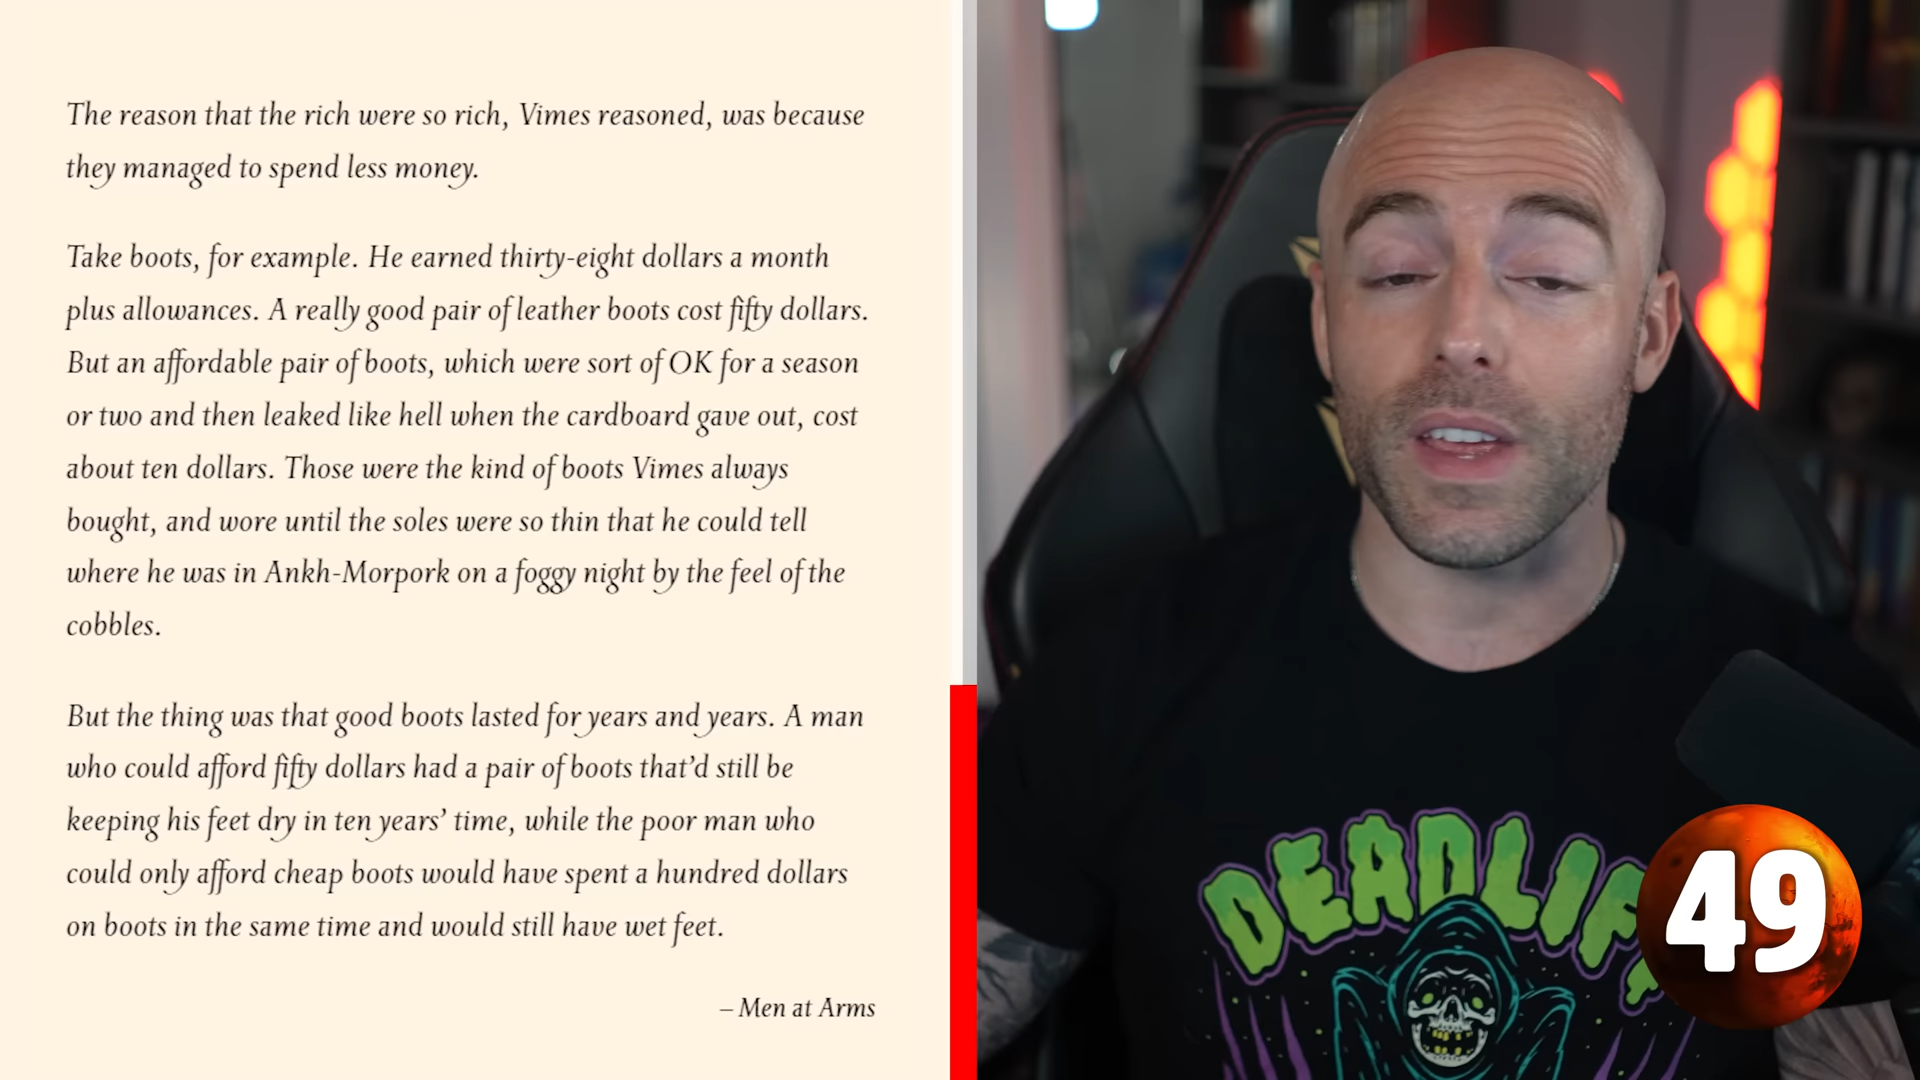 The reason that the rich were so rich, Vimes reasoned, was because
they managed to spend less money.
Take boots, for example. He earned thirty-eight dollars a month
plus allowances. A really good pair of leather boots cost fifty dollars.
But an affordable pair of boots, which were sort of OK for a season
or two and then leaked like hell when the cardboard gave out, cost
about ten dollars. Those were the kind of boots Vimes always
bought, and wore until the soles were so thin that he could tell
where he was in Ankh-Morpork on a foggy night by the feel of the
cobbles.
But the thing was that good boots lasted for years and years. A man
who could afford fifty dollars had a pair of boots that’d still be
keeping his feet dry in ten years’ time, while the poor man who
could only afford cheap boots would have spent a hundred dollars
on boots in the same time and would still have wet feet.
– Men at Arms
DEADLIF
49